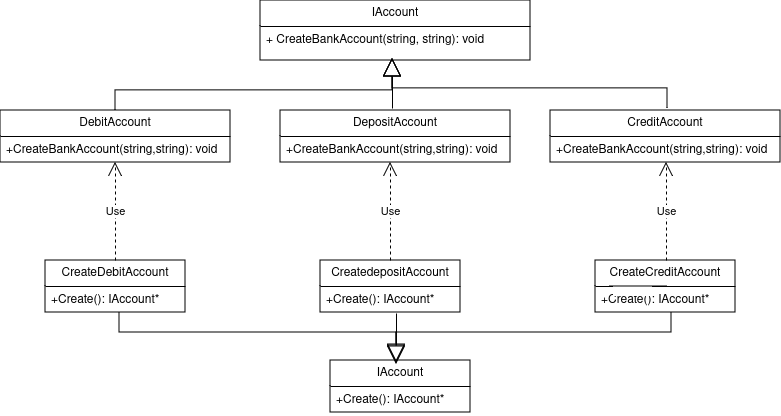 IAccount
+ CreateBankAccount(string, string): void
DebitAccount
+CreateBankAccount(string,string): void
DepositAccount
+CreateBankAccount(string,string): void
CreditAccount
+CreateBankAccount(string,string): void
Use
Use
Use
CreateDebitAccount
+Create(): IAccount*
CreatedepositAccount
+Create(): IAccount*
CreateCreditAccount
+Create(): IAccount*
IAccount
+Create(): IAccount*